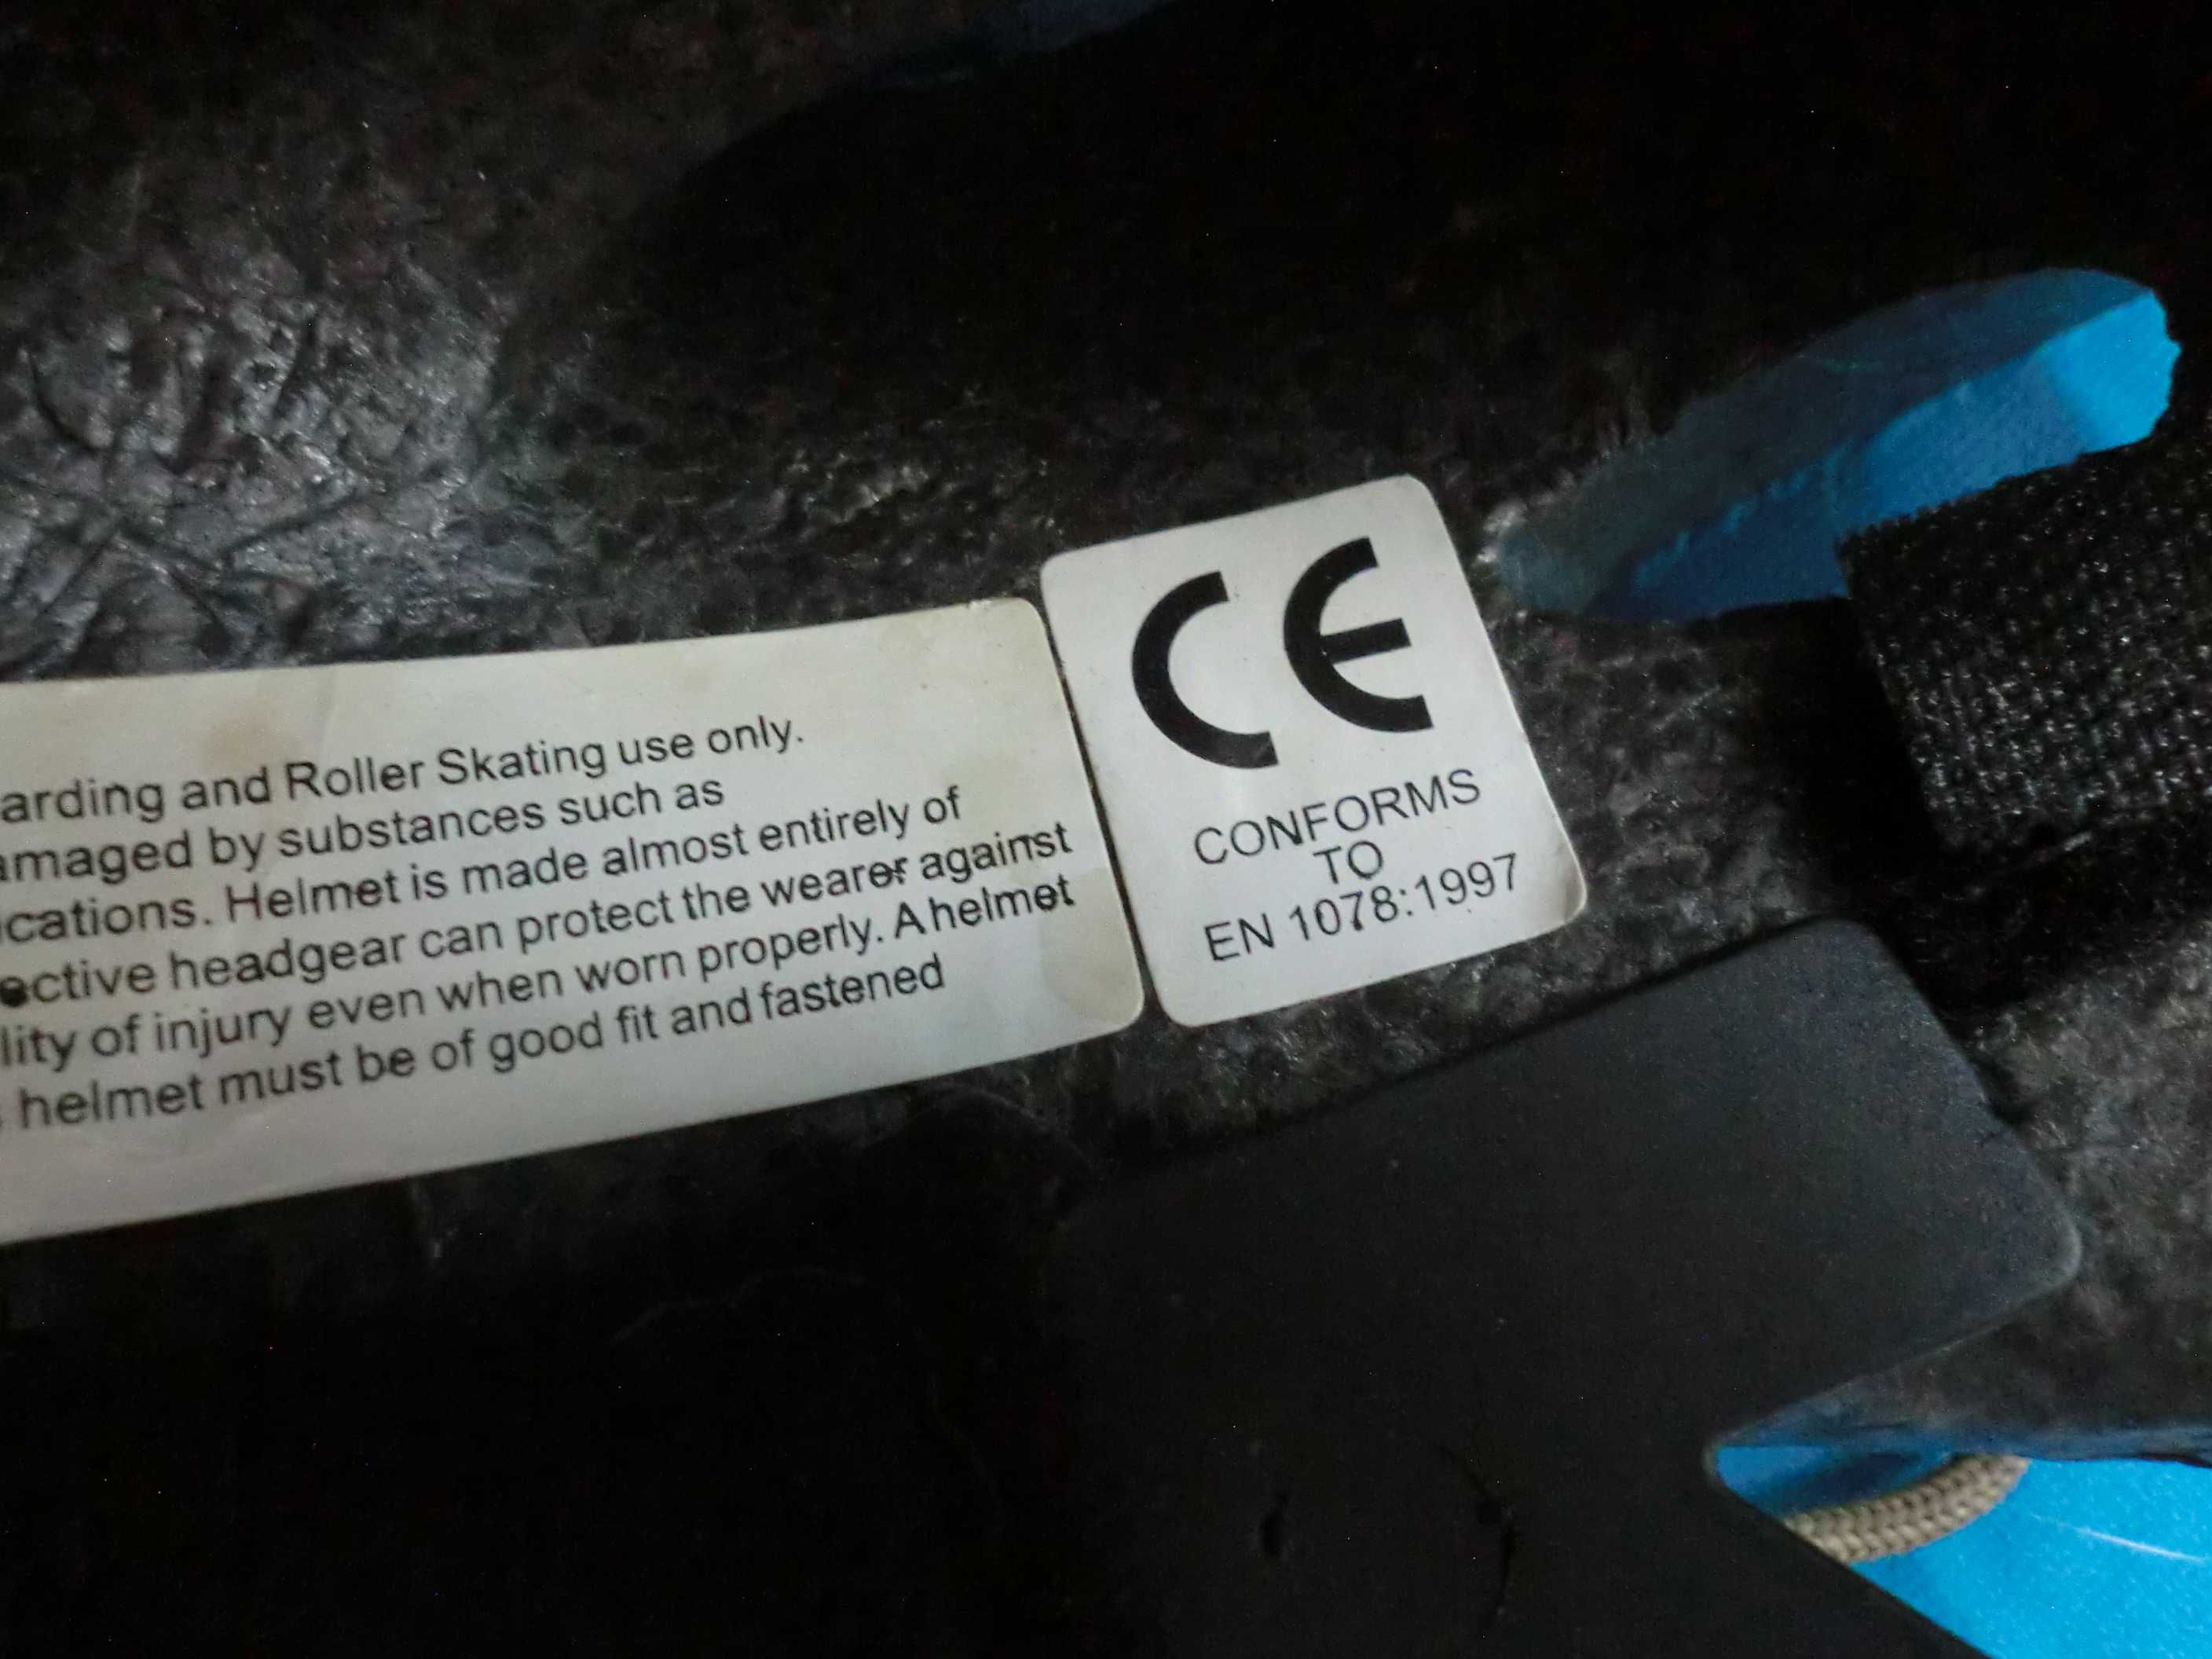 arding and Roller Skating use only.
amaged by substances such as
ications. Helmet is made almost entirely of
ective headgear can protect the wearer against
lity of injury even when worn properly. A helmet
helmet must be of good fit and fastened
CE
CONFORMS
TO
EN 1078:1997